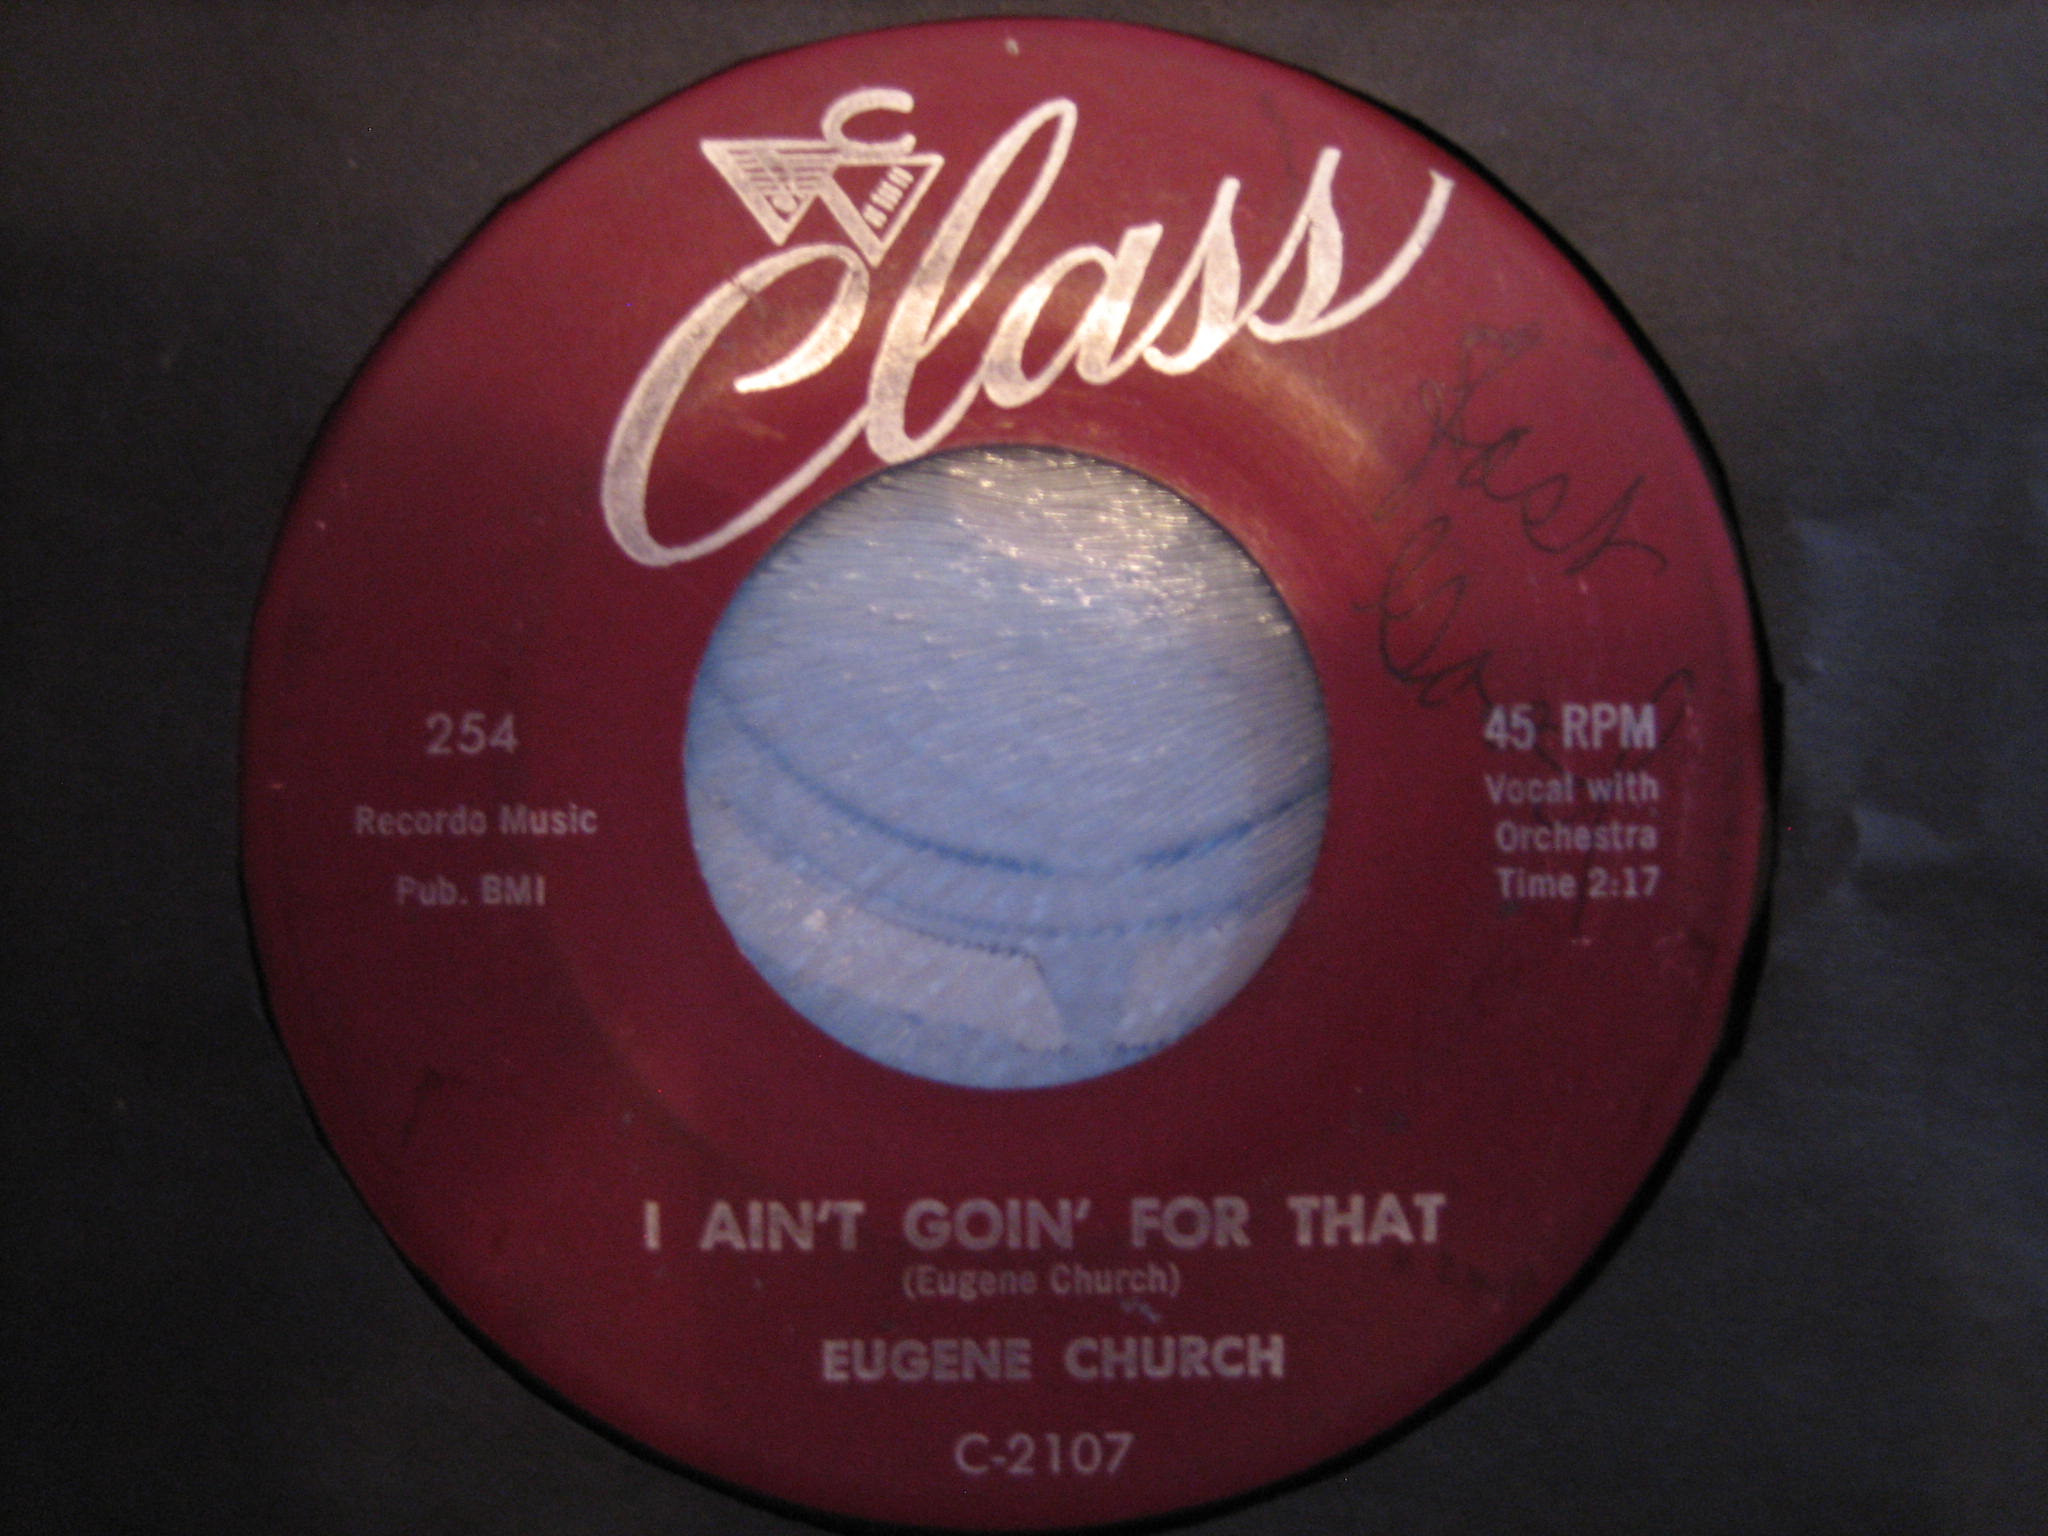 C
Class
254
Recordo Music
Pub. BMI
45 RPM
Vocal with
Orchestra
Time 2:17
I AIN'T GOIN' FOR THAT
(Eugene Church)
EUGENE CHURCH
C-2107